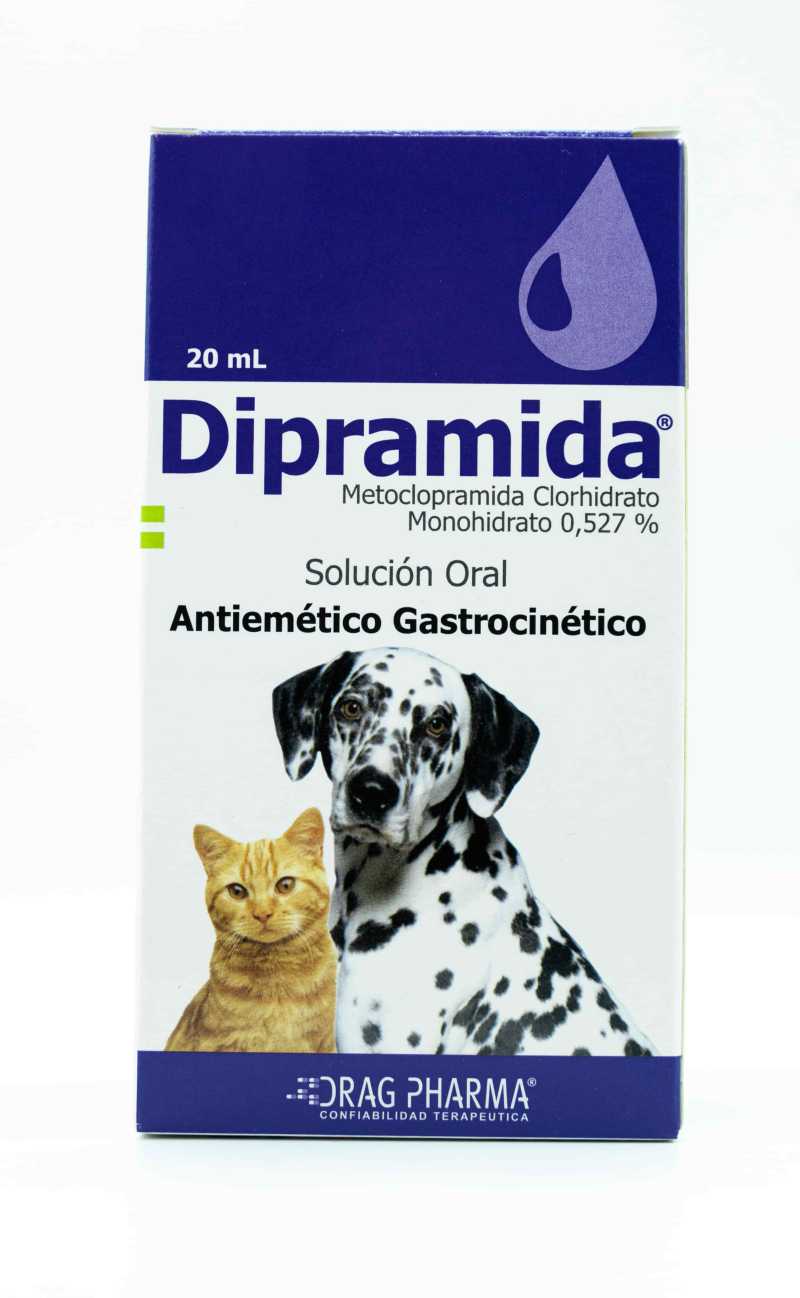 20 mL
Dipramida®
Metoclopramida Clorhidrato
Monohidrato 0,527 %
Solución Oral
Antiemético Gastrocinético
DRAG PHARMA®
CONFIABILIDAD TERAPEUTICA